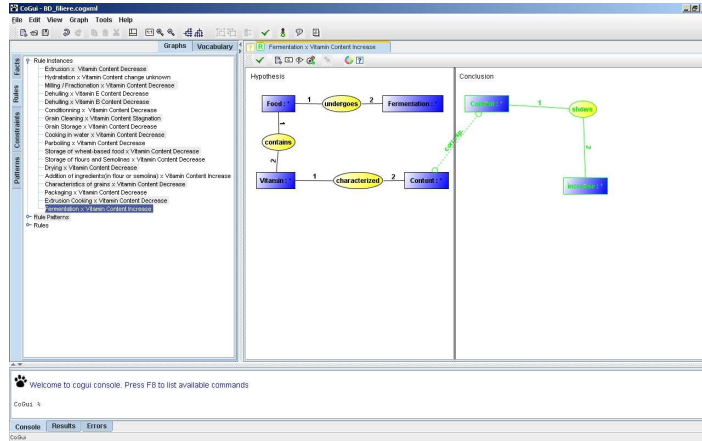 CoGui - BD_filiere.cogxml
File Edit View Graph Tools Help
Graphs Vocabulary
Facts
Rules
Constraints
Patterns
Rule Instances
Extrusion x Vitamin Content Decrease
Hydratation x Vitamin Content change unknown
Milling / Fractionation x Vitamin Content Decrease
Dehulling x Vitamin E Content Decrease
Dehulling x Vitamin B Content Decrease
Conditionning x Vitamin Content Decrease
Grain Cleaning x Vitamin Content Stagnation
Grain Storage x Vitamin Content Decrease
Cooking in water x Vitamin Content Decrease
Parboiling x Vitamin Content Decrease
Storage of wheat-based food x Vitamin Content Decrease
Storage of flours and Semolinas x Vitamin Content Decrease
Drying x Vitamin Content Decrease
Addition of ingredients(in flour or semolina) x Vitamin Content Increase
Characteristics of grains x Vitamin Content Decrease
Packaging x Vitamin Content Decrease
Extrusion Cooking x Vitamin Content Decrease
Fermentation x Vitamin Content Increase
Rule Patterns
Rules
R Fermentation x Vitamin Content Increase
Hypothesis
Food : * 1 undergoes 2 Fermentation : *
1
contains
2
Vitamin : * 1 characterized 2 Content : *
Conclusion
Content : * 1 shows
2
Increase : *
Welcome to cogui console. Press F8 to list available commands
CoGui %
Console Results Errors
CoGui